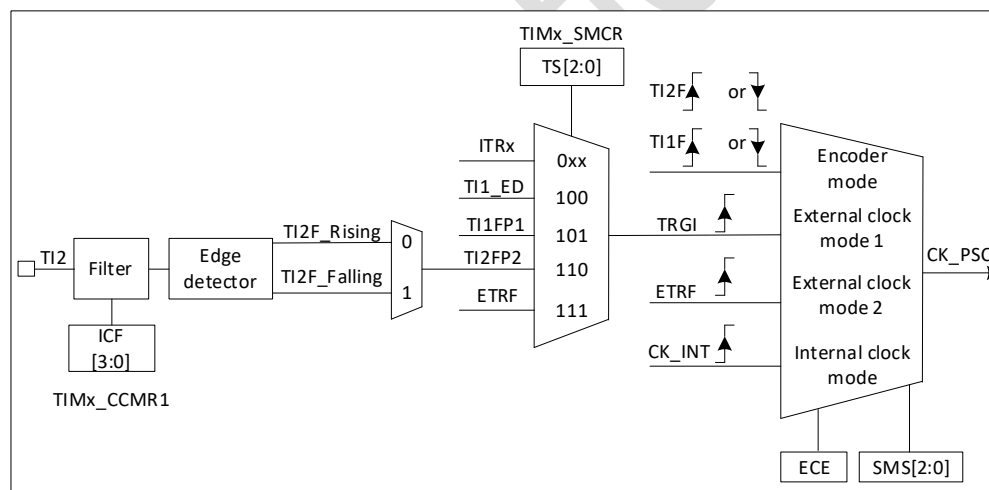 TIMx_SMCR
TS[2:0]
TI2F or
TI1F or
ITRx
0xx
Encoder
mode
TI1_ED
100
TI2F_Rising
0
TI1FP1
101
TRGI
External clock
mode 1
TI2
Filter
Edge
detector
TI2FP2
110
CK_PSC
TI2F_Falling
1
ETRF
111
ETRF
External clock
mode 2
ICF
[3:0]
CK_INT
Internal clock
mode
TIMx_CCMR1
ECE
SMS[2:0]